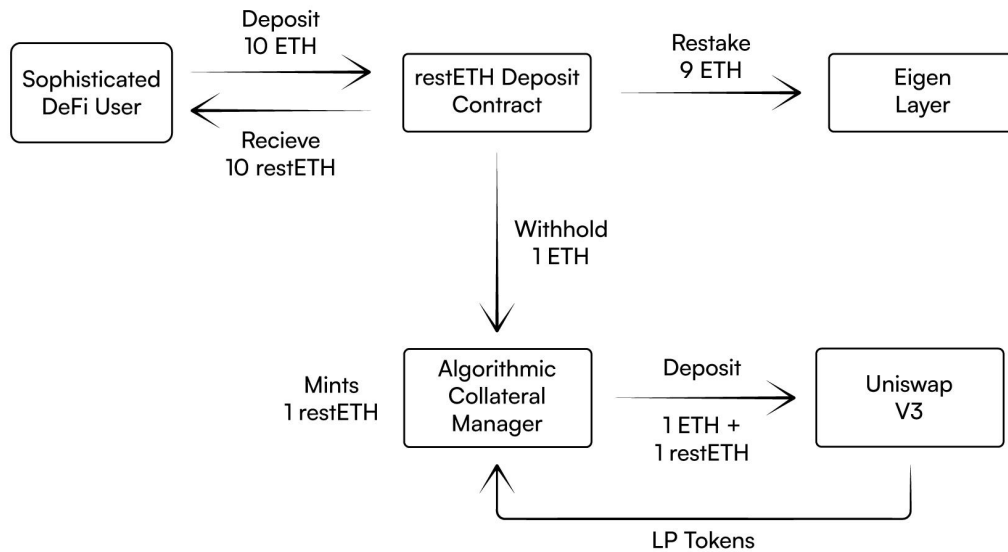 Deposit
10 ETH
Sophisticated
DeFi User
Recieve
10 restETH
restETH Deposit
Contract
Restake
9 ETH
Eigen
Layer
Withhold
1 ETH
Mints
1 restETH
Algorithmic
Collateral
Manager
Deposit
1 ETH +
1 restETH
Uniswap
V3
LP Tokens